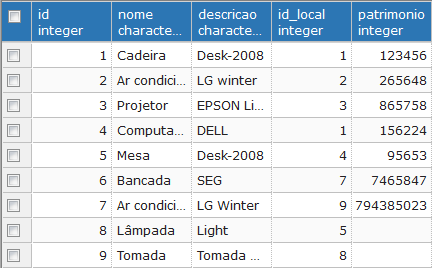 id nome descricao id_local patrimonio
integer characte... characte... integer integer
1 Cadeira Desk-2008 1 123456
2 Ar condici... LG winter 2 265648
3 Projetor EPSON Li... 3 865758
4 Computa... DELL 1 156224
5 Mesa Desk-2008 4 95653
6 Bancada SEG 7 7465847
7 Ar condici... LG Winter 9 794385023
8 Lâmpada Light 5
9 Tomada Tomada ... 8